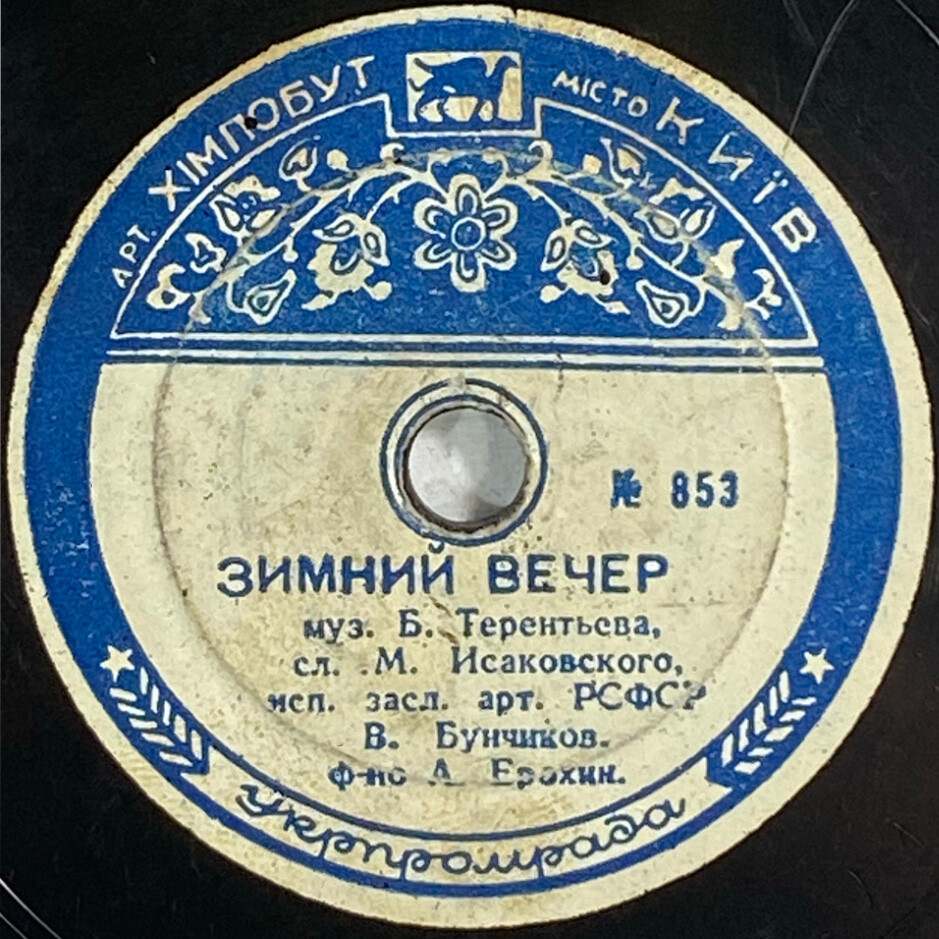 АРТ. ХІМПОБУТ МІСТО КИЇВ
№ 853
ЗИМНИЙ ВЕЧЕР
муз. Б. Терентьева,
сл. М. Исаковского,
исп. засл. арт. РСФСР
В. Бунчиков.
ф-но А Ерохин.
Укрпромрада